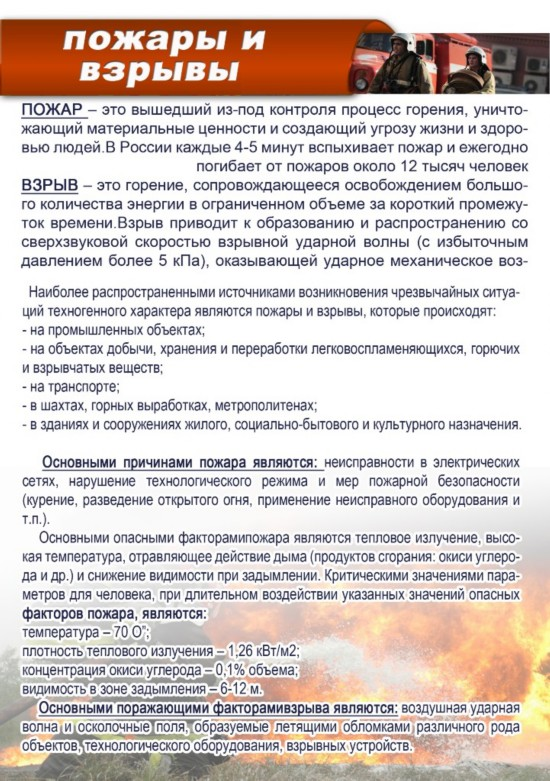 пожары и
взрывы
ПОЖАР – это вышедший из-под контроля процесс горения, уничто-
жающий материальные ценности и создающий угрозу жизни и здоро-
вью людей.В России каждые 4-5 минут вспыхивает пожар и ежегодно
погибает от пожаров около 12 тысяч человек
ВЗРЫВ – это горение, сопровождающееся освобождением большо-
го количества энергии в ограниченном объеме за короткий промежу-
ток времени.Взрыв приводит к образованию и распространению со
сверхзвуковой скоростью взрывной ударной волны (с избыточным
давлением более 5 кПа), оказывающей ударное механическое воз-
Наиболее распространенными источниками возникновения чрезвычайных ситуа-
ций техногенного характера являются пожары и взрывы, которые происходят:
- на промышленных объектах;
- на объектах добычи, хранения и переработки легковоспламеняющихся, горючих
и взрывчатых веществ;
- на транспорте;
- в шахтах, горных выработках, метрополитенах;
- в зданиях и сооружениях жилого, социально-бытового и культурного назначения.
Основными причинами пожара являются: неисправности в электрических
сетях, нарушение технологического режима и мер пожарной безопасности
(курение, разведение открытого огня, применение неисправного оборудования и
т.п.).
Основными опасными факторамипожара являются тепловое излучение, высо-
кая температура, отравляющее действие дыма (продуктов сгорания: окиси углеро-
да и др.) и снижение видимости при задымлении. Критическими значениями пара-
метров для человека, при длительном воздействии указанных значений опасных
факторов пожара, являются:
температура – 70 О";
плотность теплового излучения – 1,26 кВт/м2;
концентрация окиси углерода – 0,1% объема;
видимость в зоне задымления – 6-12 м.
Основными поражающими факторамивзрыва являются: воздушная ударная
волна и осколочные поля, образуемые летящими обломками различного рода
объектов, технологического оборудования, взрывных устройств.